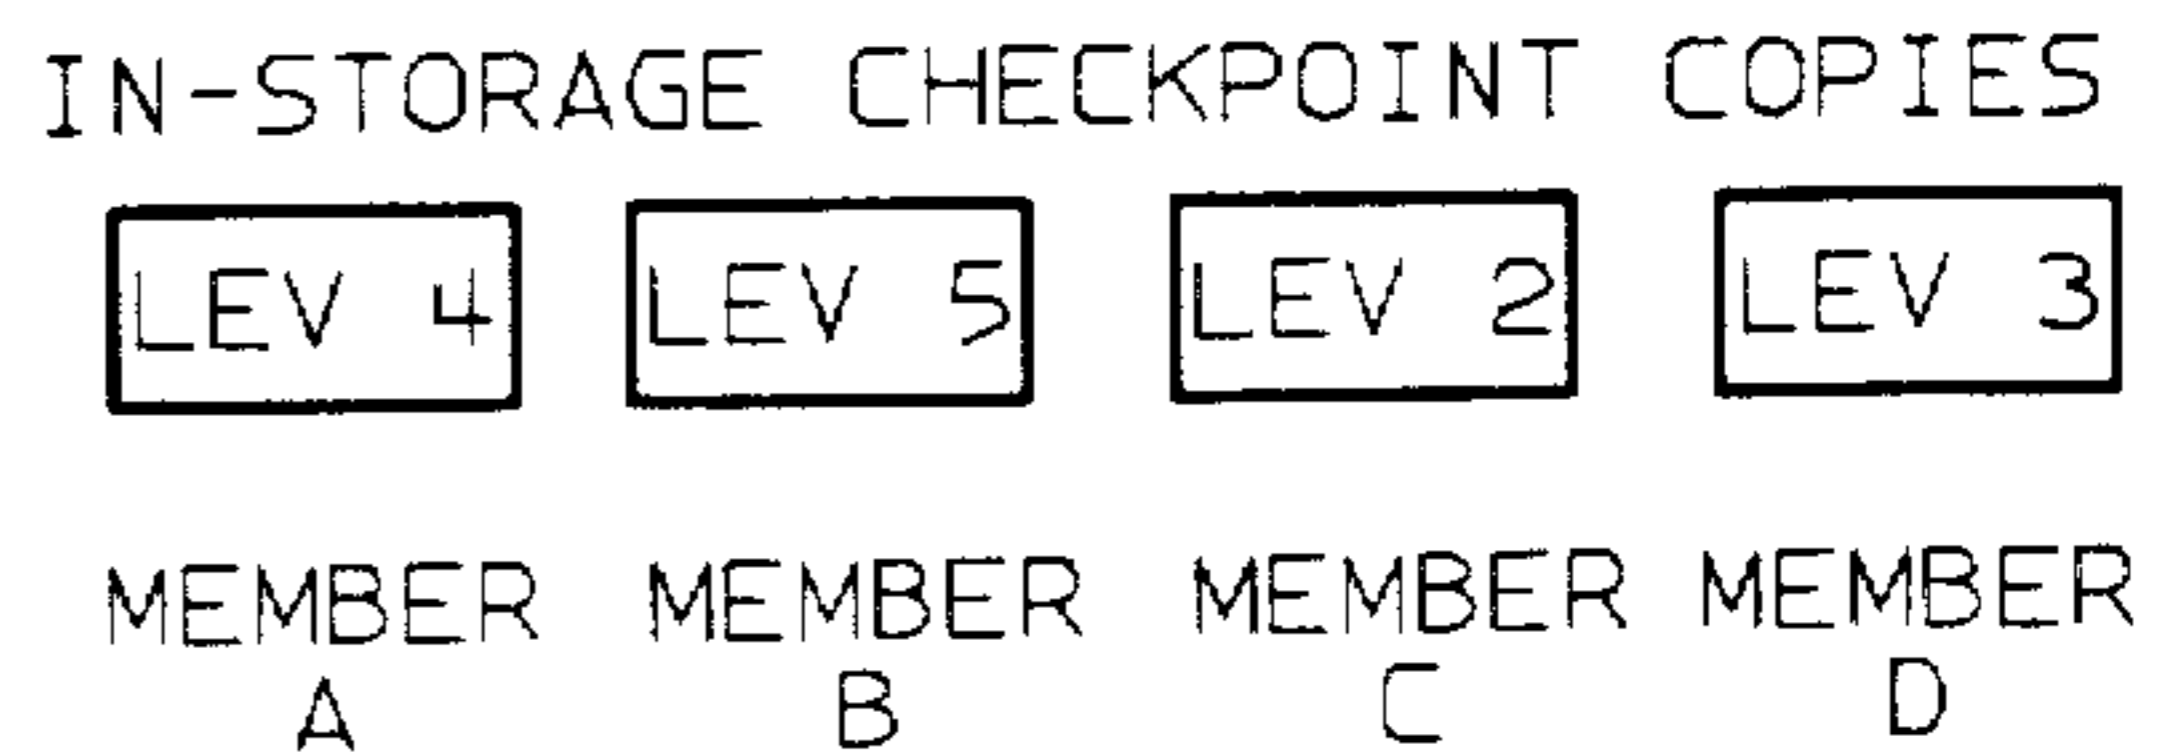 IN-STORAGE CHECKPOINT COPIES
LEV 4 LEV 5 LEV 2 LEV 3
MEMBER MEMBER MEMBER MEMBER
A B C D